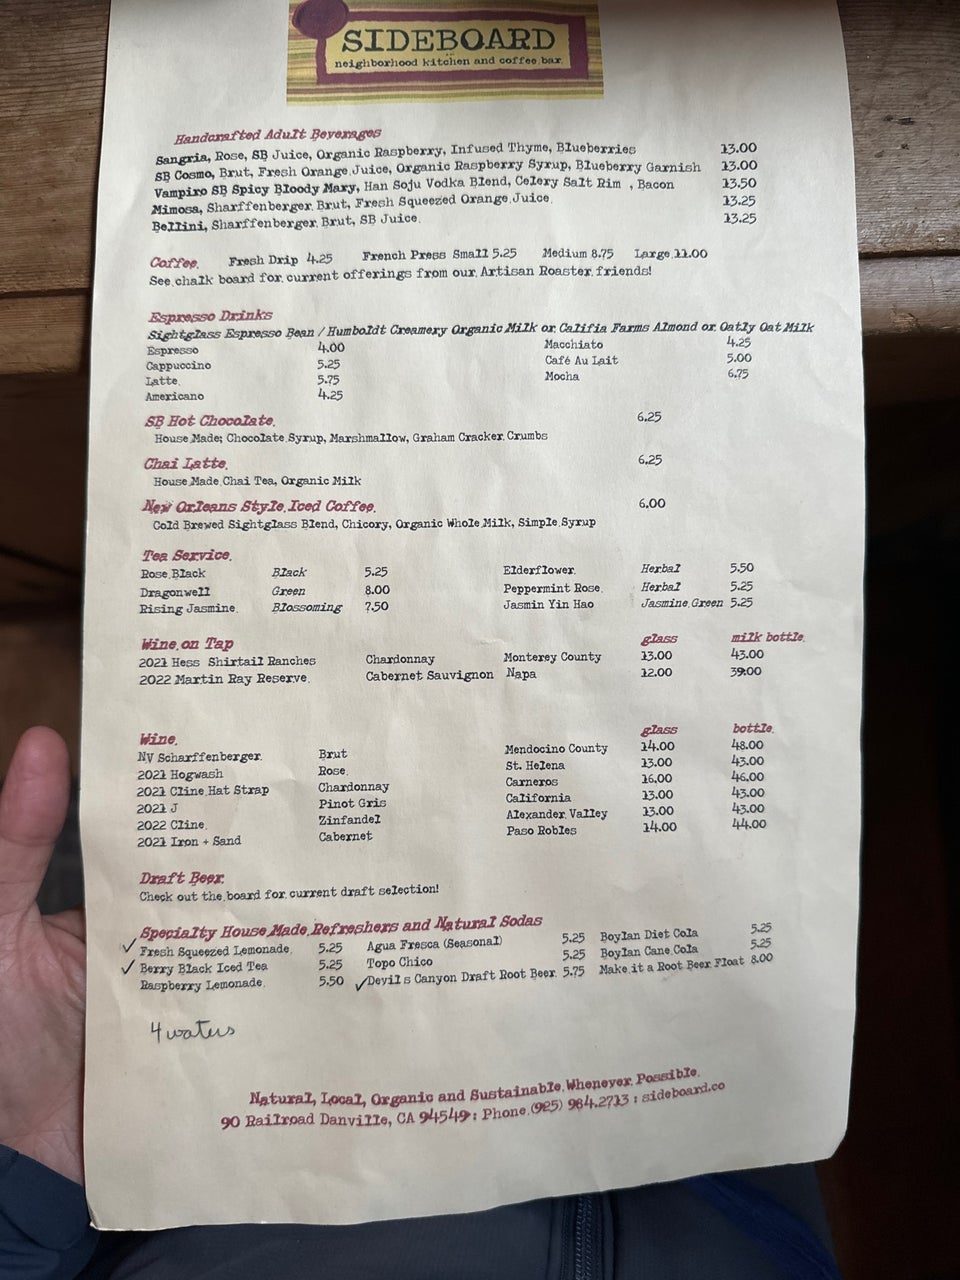 SIDEBOARD
neighborhood kitchen and coffee bar
Handcrafted Adult Beverages
Sangria, Rose, SB Juice, Organic Raspberry, Infused Thyme, Blueberries 13.00
SB Cosmo, Brut, Fresh Orange Juice, Organic Raspberry Syrup, Blueberry Garnish 13.00
Vampiro SB Spicy Bloody Mary, Han Soju Vodka Blend, Celery Salt Rim , Bacon 13.50
Mimosa, Sharffenberger Brut, Fresh Squeezed Orange Juice 13.25
Bellini, Sharffenberger Brut, SB Juice 13.25
Coffee Fresh Drip 4.25 French Press Small 5.25 Medium 8.75 Large 11.00
See chalk board for current offerings from our Artisan Roaster friends!
Espresso Drinks
Sightglass Espresso Bean / Humboldt Creamery Organic Milk or Califia Farms Almond or Oatly Oat Milk
Espresso 4.00 Macchiato 4.25
Cappuccino 5.25 Café Au Lait 5.00
Latte 5.75 Mocha 6.75
Americano 4.25
SB Hot Chocolate 6.25
House Made; Chocolate Syrup, Marshmallow, Graham Cracker Crumbs
Chai Latte 6.25
House Made Chai Tea, Organic Milk
New Orleans Style Iced Coffee 6.00
Cold Brewed Sightglass Blend, Chicory, Organic Whole Milk, Simple Syrup
Tea Service
Rose Black Black 5.25 Elderflower Herbal 5.50
Dragonwell Green 8.00 Peppermint Rose Herbal 5.25
Rising Jasmine Blossoming 7.50 Jasmin Yin Hao Jasmine Green 5.25
Wine on Tap glass milk bottle
2021 Hess Shirtail Ranches Chardonnay Monterey County 13.00 43.00
2022 Martin Ray Reserve Cabernet Sauvignon Napa 12.00 39.00
Wine glass bottle
NV Scharffenberger Brut Mendocino County 14.00 48.00
2021 Hogwash Rose St. Helena 13.00 43.00
2021 Cline Hat Strap Chardonnay Carneros 16.00 46.00
2021 J Pinot Gris California 13.00 43.00
2022 Cline Zinfandel Alexander Valley 13.00 43.00
2021 Iron + Sand Cabernet Paso Robles 14.00 44.00
Draft Beer
Check out the board for current draft selection!
Specialty House Made Refreshers and Natural Sodas
✓ Fresh Squeezed Lemonade 5.25 Agua Fresca (Seasonal) 5.25 Boylan Diet Cola 5.25
✓ Berry Black Iced Tea 5.25 Topo Chico 5.25 Boylan Cane Cola 5.25
Raspberry Lemonade 5.50 ✓ Devil s Canyon Draft Root Beer 5.75 Make it a Root Beer Float 8.00
4 waters
Natural, Local, Organic and Sustainable Whenever Possible
90 Railroad Danville, CA 94549 : Phone (925) 984.2713 : sideboard.co